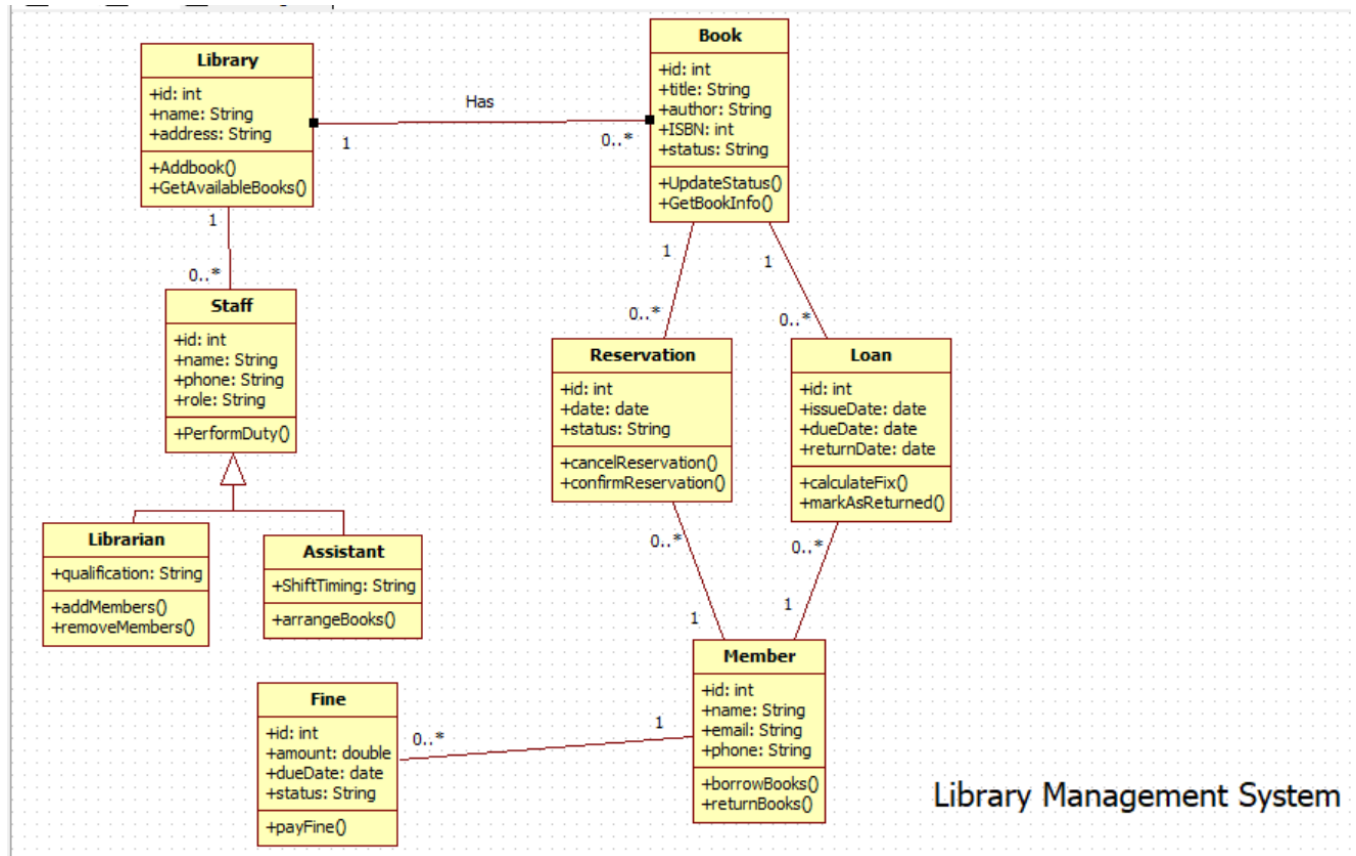 Library
+id: int
+name: String
+address: String
+Addbook()
+GetAvailableBooks()
1
Has
1
0..*
Book
+id: int
+title: String
+author: String
+ISBN: int
+status: String
+UpdateStatus()
+GetBookInfo()
0..*
Staff
+id: int
+name: String
+phone: String
+role: String
+PerformDuty()
1
0..*
1
0..*
Reservation
+id: int
+date: date
+status: String
+cancelReservation()
+confirmReservation()
Loan
+id: int
+issueDate: date
+dueDate: date
+returnDate: date
+calculateFix()
+markAsReturned()
Librarian
+qualification: String
+addMembers()
+removeMembers()
Assistant
+ShiftTiming: String
+arrangeBooks()
0..*
1
0..*
1
Member
+id: int
+name: String
+email: String
+phone: String
+borrowBooks()
+returnBooks()
Fine
+id: int
+amount: double
+dueDate: date
+status: String
+payFine()
0..*
1
Library Management System